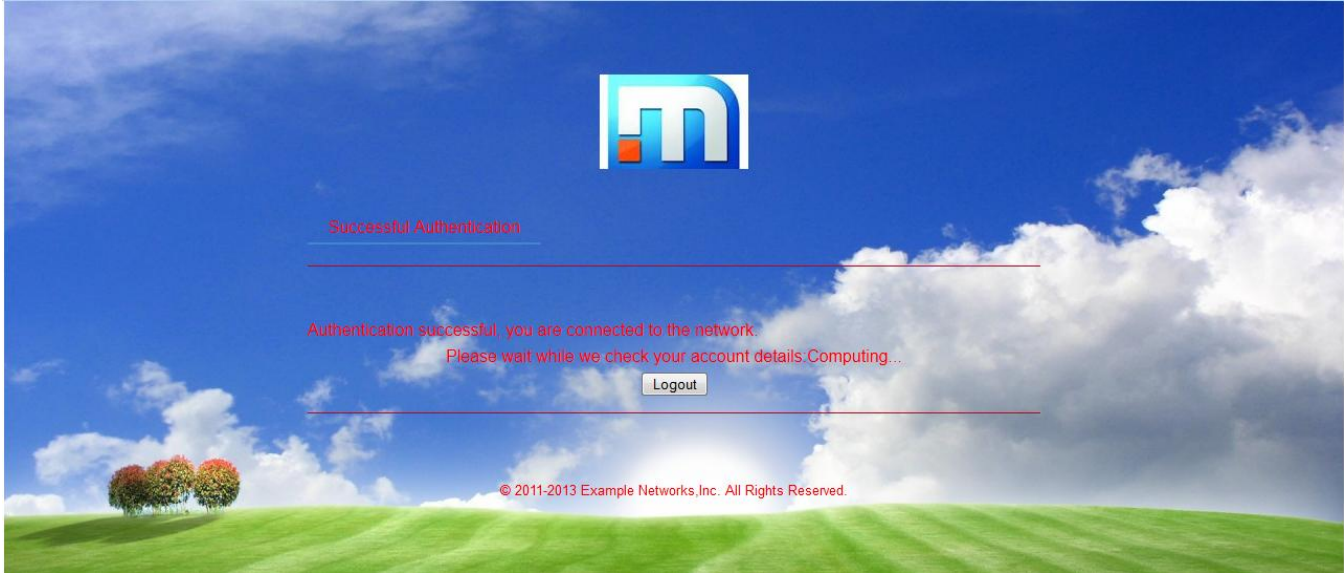 m
Successful Authentication
Authentication successful, you are connected to the network.
Please wait while we check your account details:Computing...
Logout
© 2011-2013 Example Networks,Inc. All Rights Reserved.